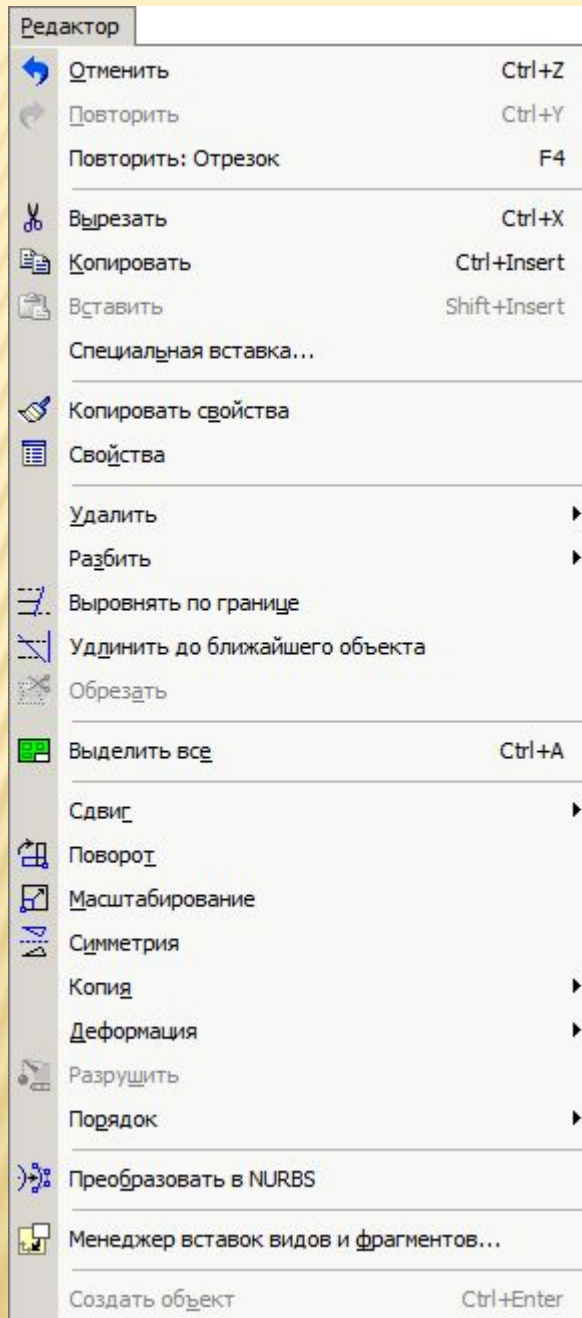 Редактор
Отменить Ctrl+Z
Повторить Ctrl+Y
Повторить: Отрезок F4
Вырезать Ctrl+X
Копировать Ctrl+Insert
Вставить Shift+Insert
Специальная вставка...
Копировать свойства
Свойства
Удалить
Разбить
Выровнять по границе
Удлинить до ближайшего объекта
Обрезать
Выделить все Ctrl+A
Сдвиг
Поворот
Масштабирование
Симметрия
Копия
Деформация
Разрушить
Порядок
Преобразовать в NURBS
Менеджер вставок видов и фрагментов...
Создать объект Ctrl+Enter